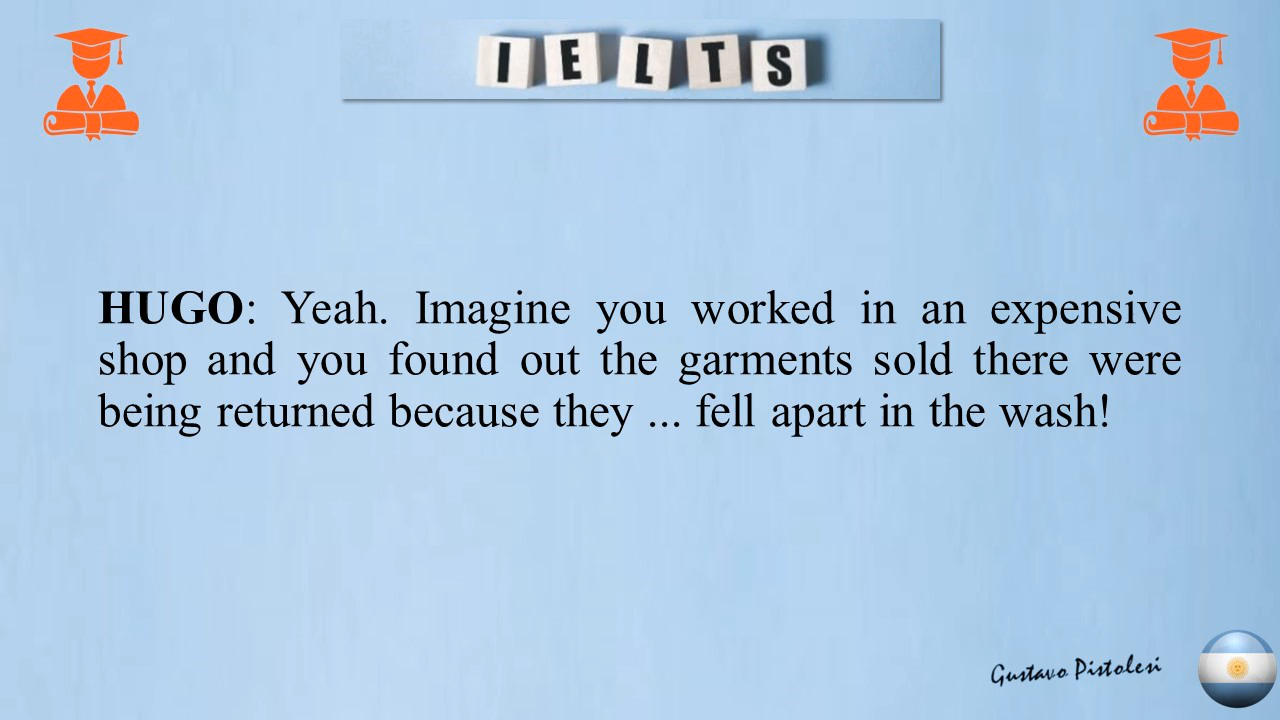 IELTS
HUGO: Yeah. Imagine you worked in an expensive
shop and you found out the garments sold there were
being returned because they ... fell apart in the wash!
Gustavo Pistolesi